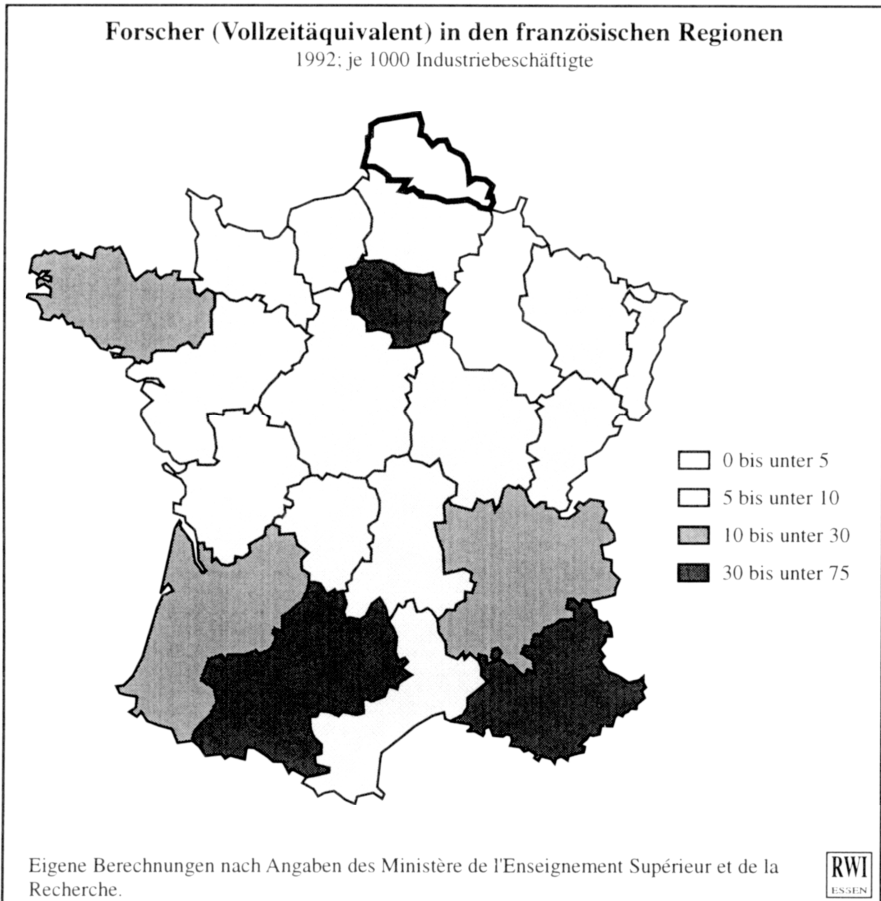 Forscher (Vollzeitäquivalent) in den französischen Regionen
1992; je 1000 Industriebeschäftigte
0 bis unter 5
5 bis unter 10
10 bis unter 30
30 bis unter 75
Eigene Berechnungen nach Angaben des Ministère de l'Enseignement Supérieur et de la
Recherche.
RWI
ESSEN